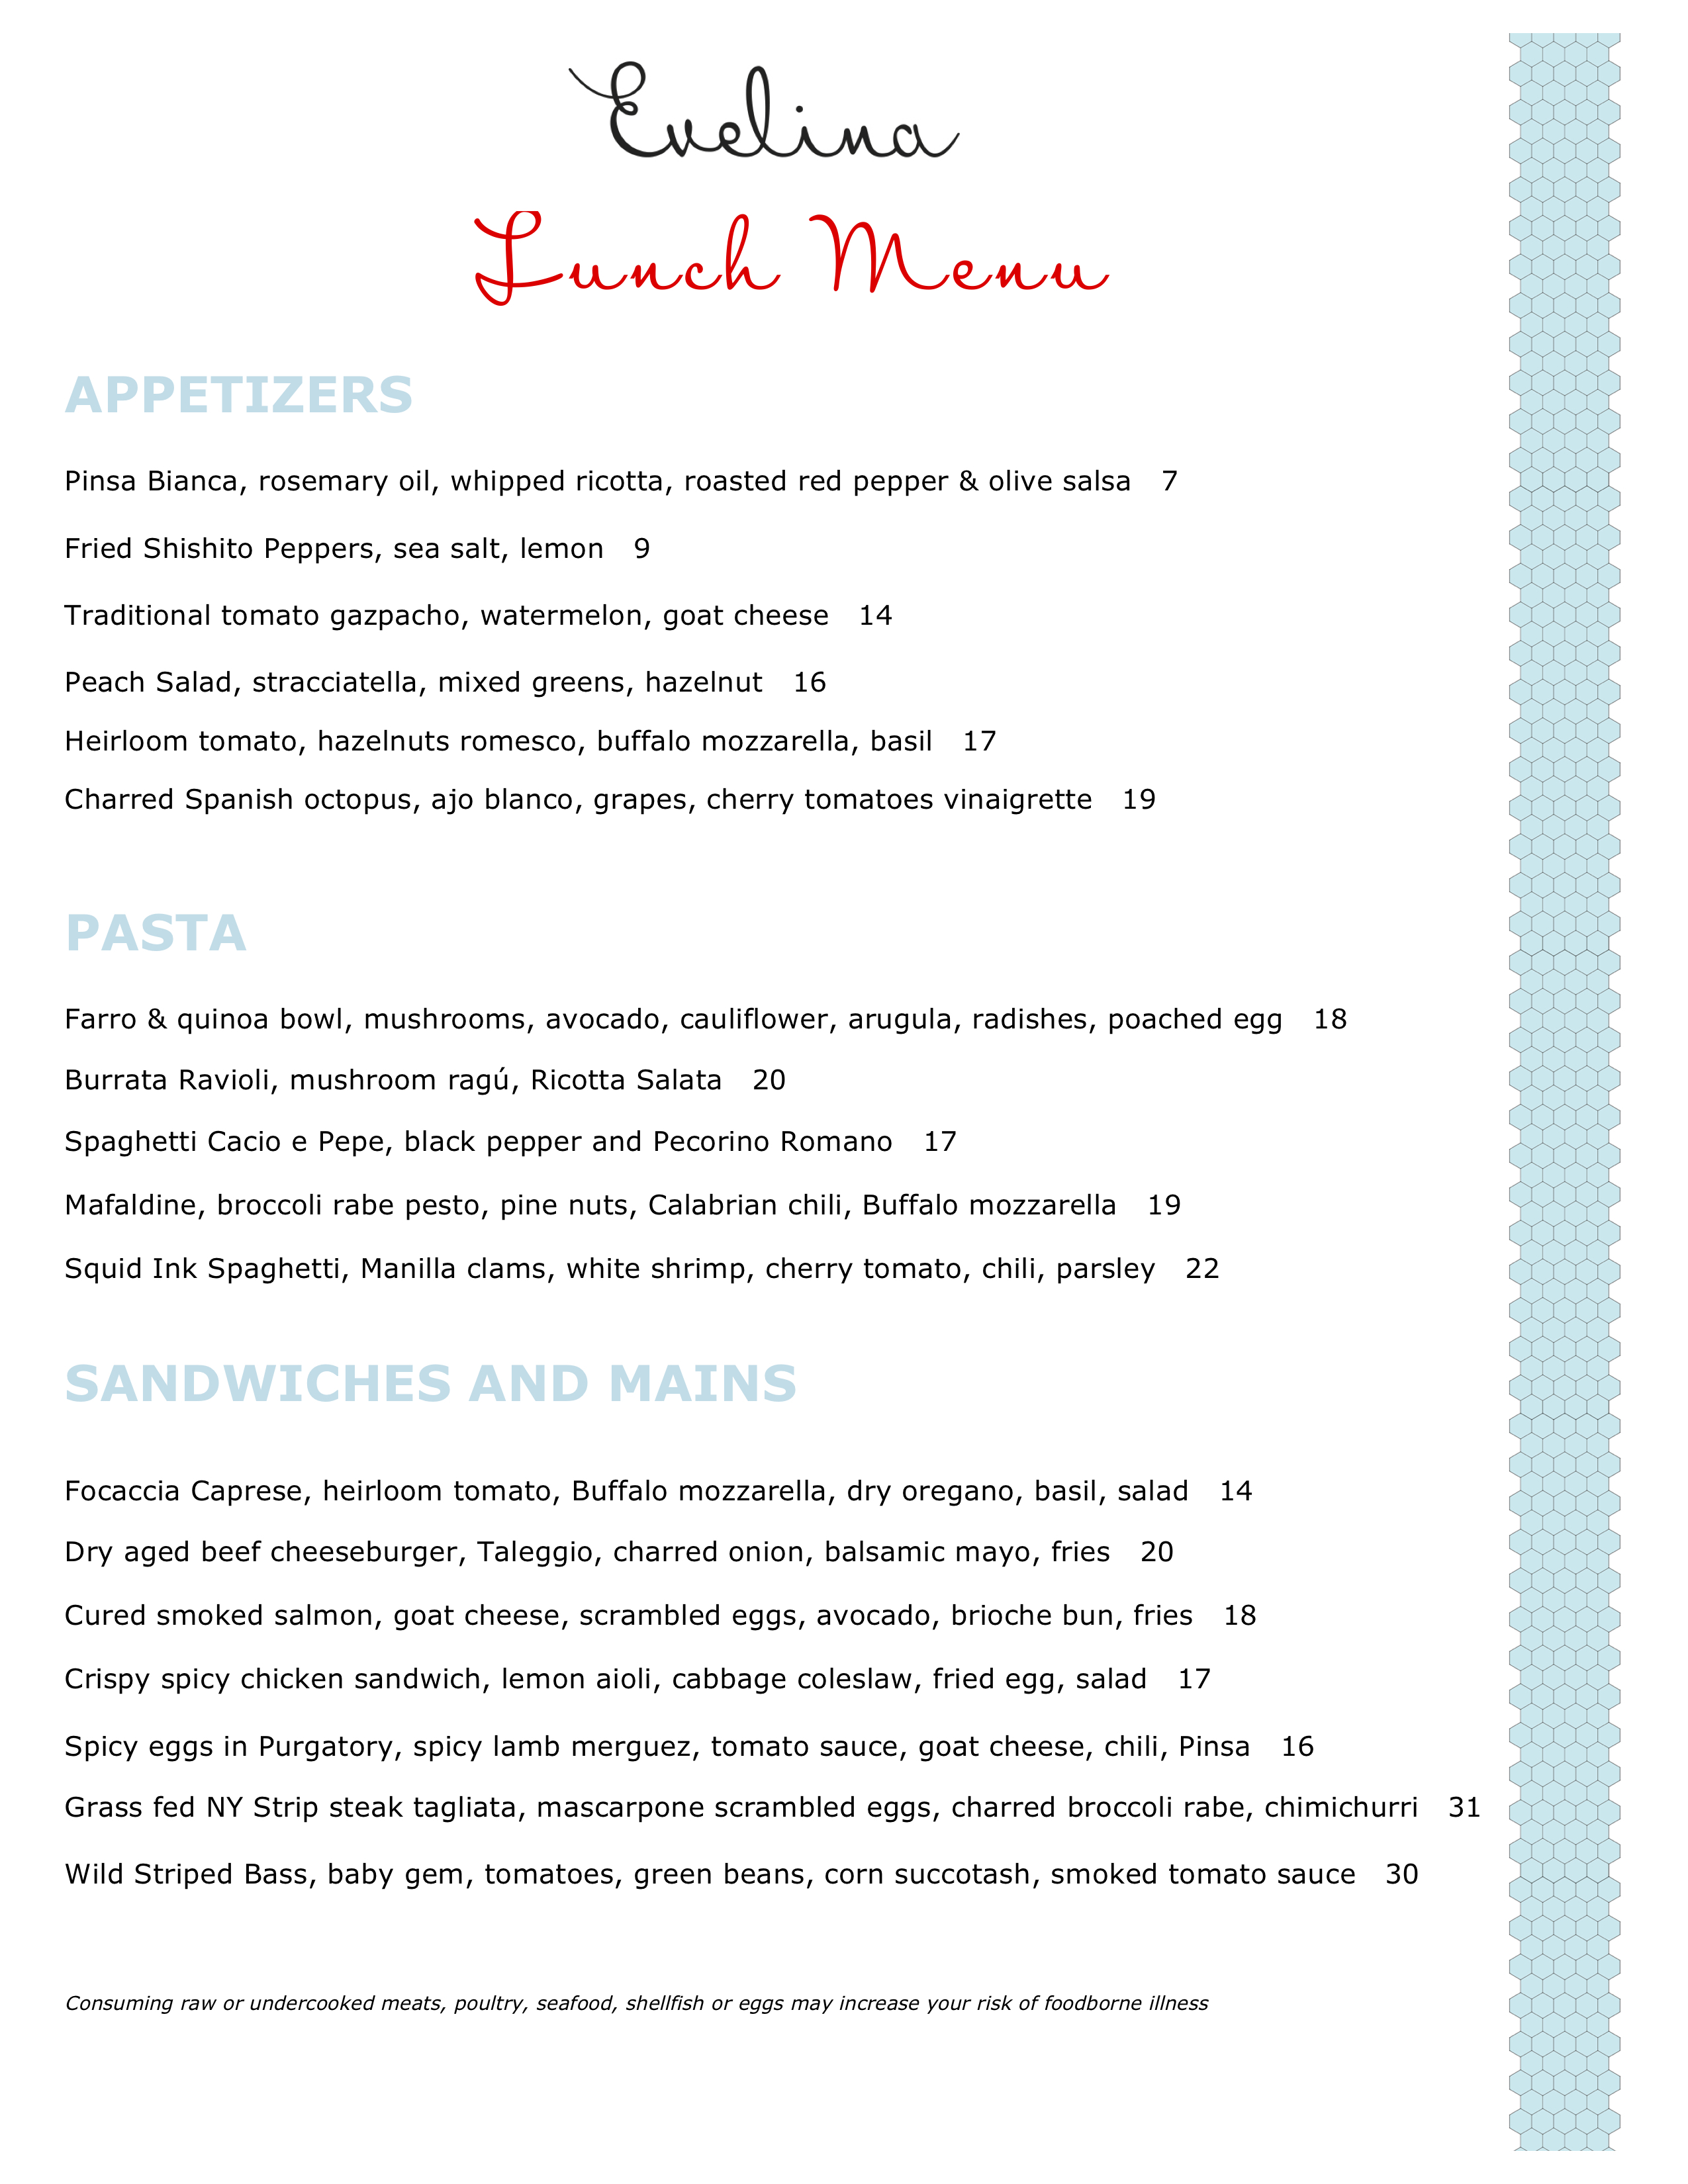 Evelina
Lunch Menu
APPETIZERS
Pinsa Bianca, rosemary oil, whipped ricotta, roasted red pepper & olive salsa 7
Fried Shishito Peppers, sea salt, lemon 9
Traditional tomato gazpacho, watermelon, goat cheese 14
Peach Salad, stracciatella, mixed greens, hazelnut 16
Heirloom tomato, hazelnuts romesco, buffalo mozzarella, basil 17
Charred Spanish octopus, ajo blanco, grapes, cherry tomatoes vinaigrette 19
PASTA
Farro & quinoa bowl, mushrooms, avocado, cauliflower, arugula, radishes, poached egg 18
Burrata Ravioli, mushroom ragú, Ricotta Salata 20
Spaghetti Cacio e Pepe, black pepper and Pecorino Romano 17
Mafaldine, broccoli rabe pesto, pine nuts, Calabrian chili, Buffalo mozzarella 19
Squid Ink Spaghetti, Manilla clams, white shrimp, cherry tomato, chili, parsley 22
SANDWICHES AND MAINS
Focaccia Caprese, heirloom tomato, Buffalo mozzarella, dry oregano, basil, salad 14
Dry aged beef cheeseburger, Taleggio, charred onion, balsamic mayo, fries 20
Cured smoked salmon, goat cheese, scrambled eggs, avocado, brioche bun, fries 18
Crispy spicy chicken sandwich, lemon aioli, cabbage coleslaw, fried egg, salad 17
Spicy eggs in Purgatory, spicy lamb merguez, tomato sauce, goat cheese, chili, Pinsa 16
Grass fed NY Strip steak tagliata, mascarpone scrambled eggs, charred broccoli rabe, chimichurri 31
Wild Striped Bass, baby gem, tomatoes, green beans, corn succotash, smoked tomato sauce 30
Consuming raw or undercooked meats, poultry, seafood, shellfish or eggs may increase your risk of foodborne illness